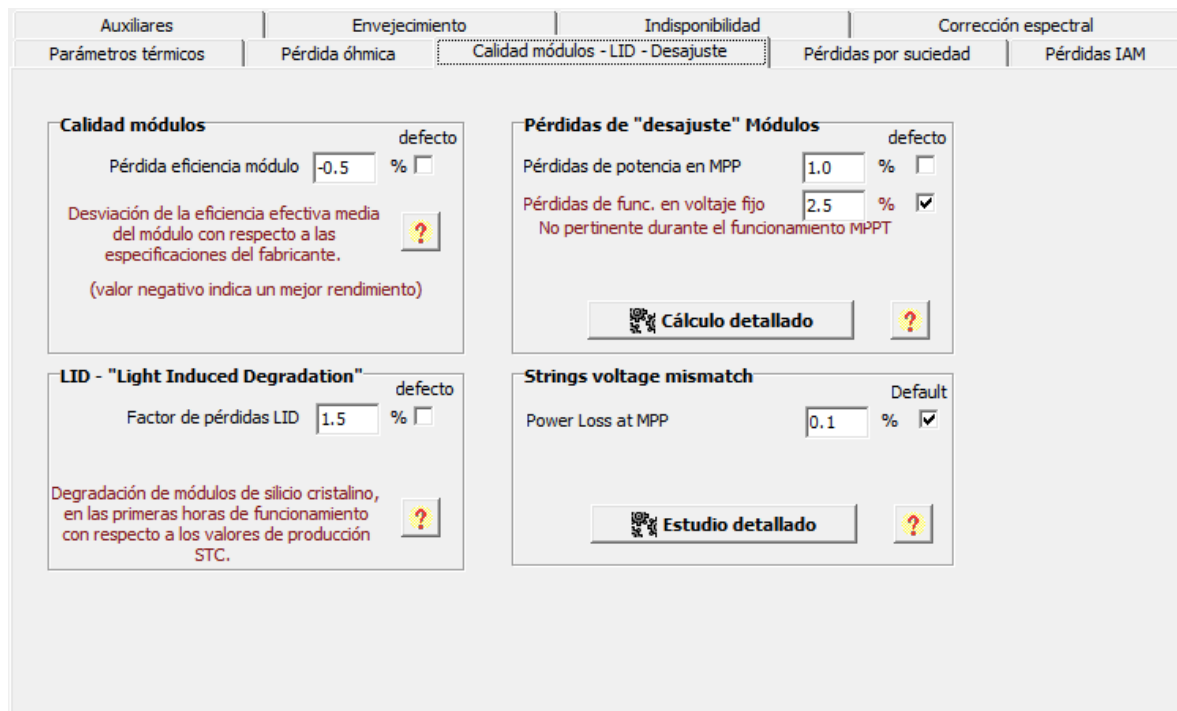 Auxiliares Envejecimiento Indisponibilidad Corrección espectral
Parámetros térmicos Pérdida óhmica Calidad módulos - LID - Desajuste Pérdidas por suciedad Pérdidas IAM
Calidad módulos
defecto
Pérdida eficiencia módulo -0.5 %
Desviación de la eficiencia efectiva media
del módulo con respecto a las
especificaciones del fabricante.
?
(valor negativo indica un mejor rendimiento)
Pérdidas de "desajuste" Módulos
defecto
Pérdidas de potencia en MPP 1.0 %
Pérdidas de func. en voltaje fijo 2.5 %
No pertinente durante el funcionamiento MPPT
Cálculo detallado ?
LID - "Light Induced Degradation"
defecto
Factor de pérdidas LID 1.5 %
Degradación de módulos de silicio cristalino,
en las primeras horas de funcionamiento
con respecto a los valores de producción
STC.
?
Strings voltage mismatch
Default
Power Loss at MPP 0.1 %
Estudio detallado ?